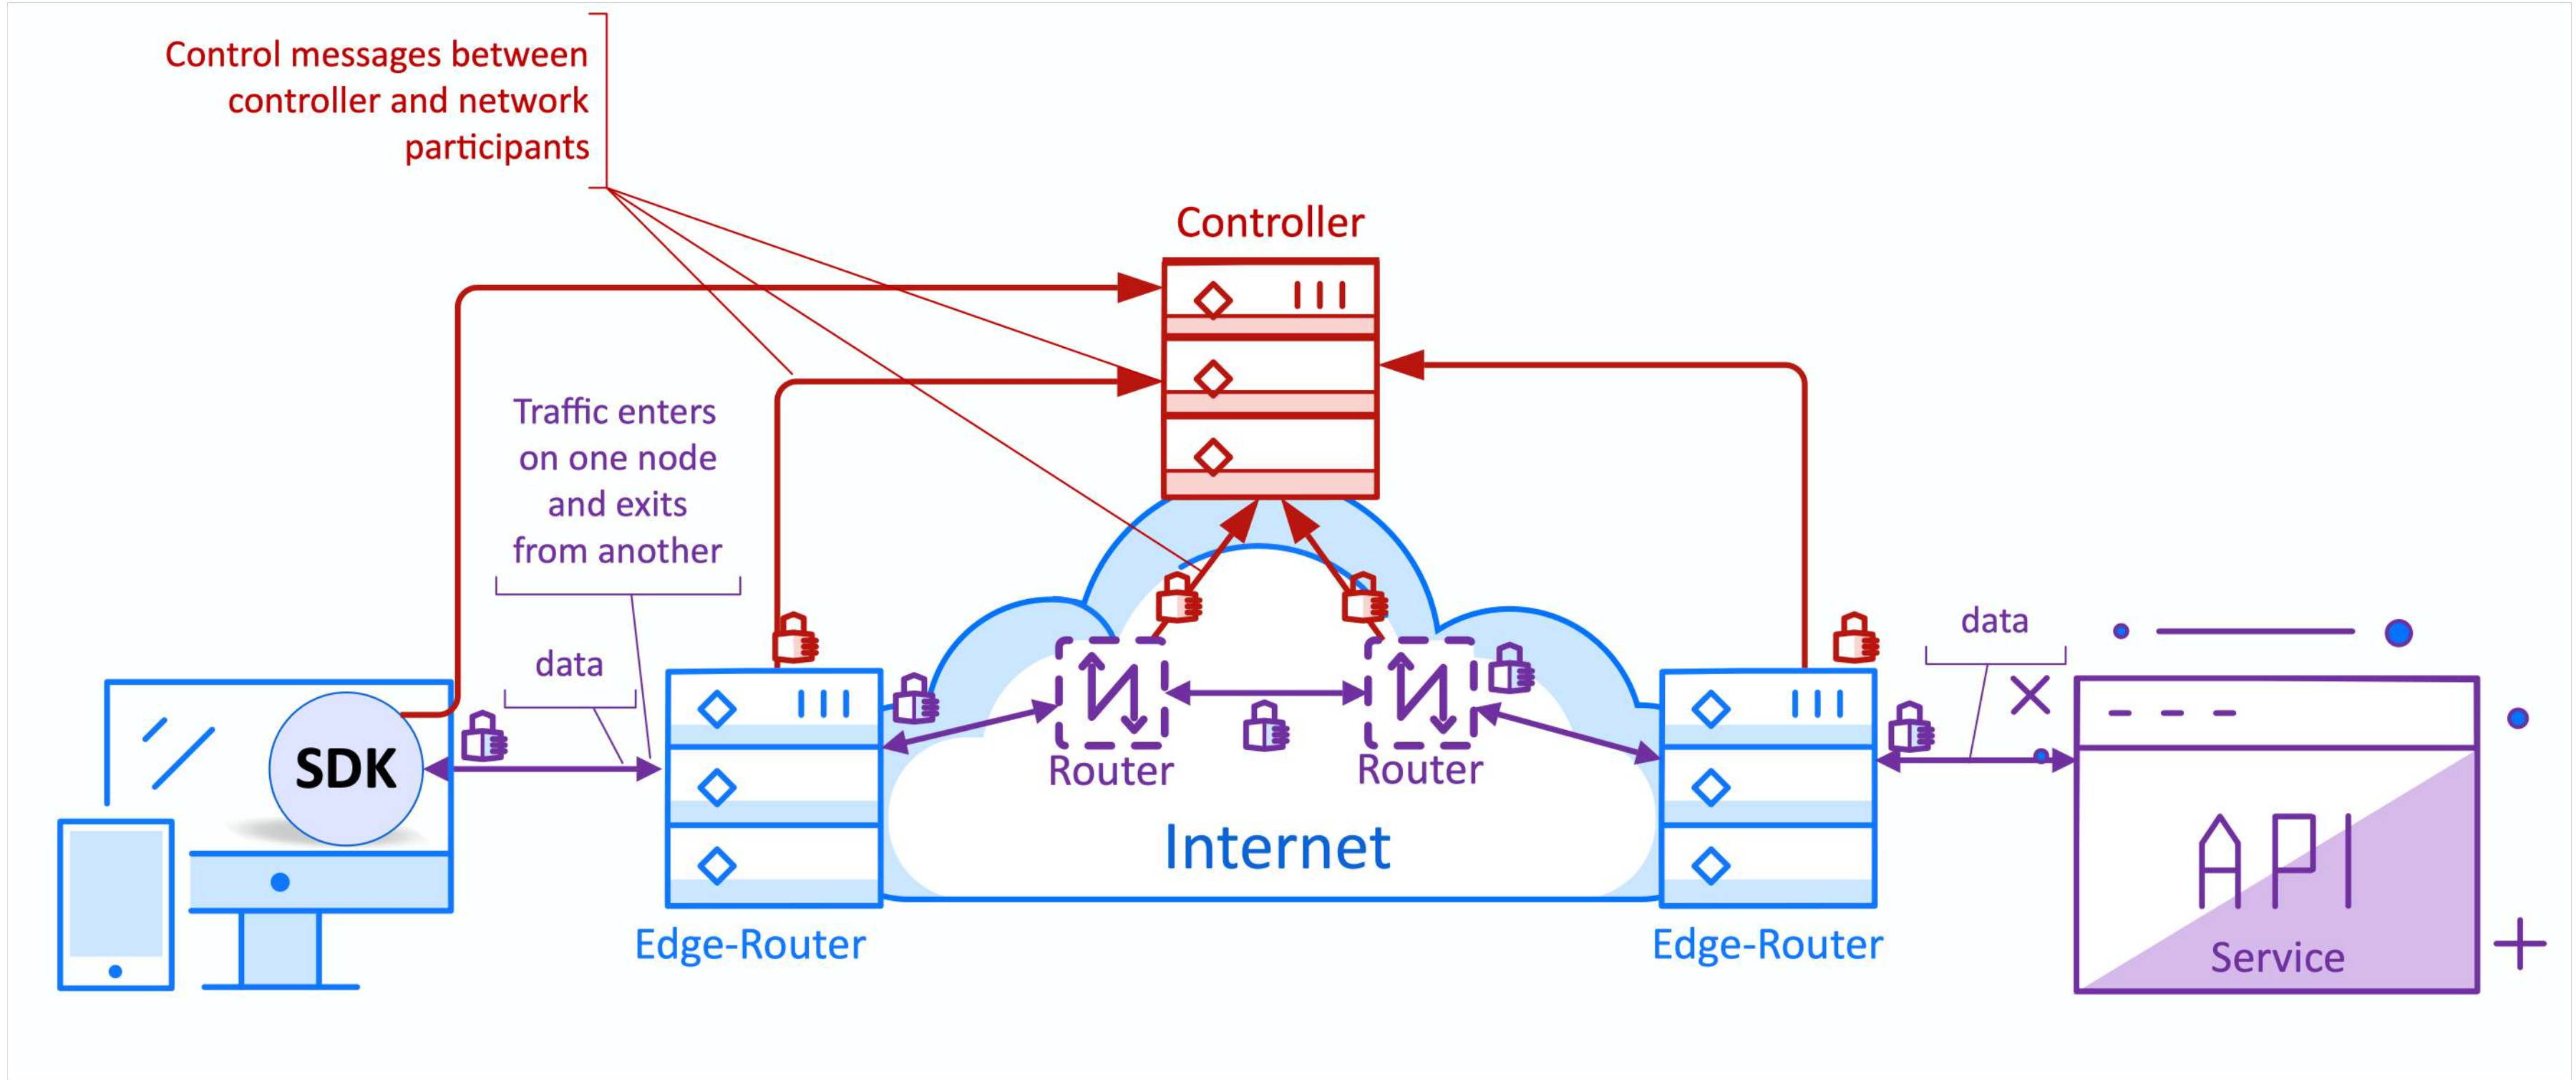 Control messages between
controller and network
participants
Controller
Traffic enters
on one node
and exits
from another
data
data
SDK
Router
Router
Internet
API
Edge-Router
Edge-Router
Service